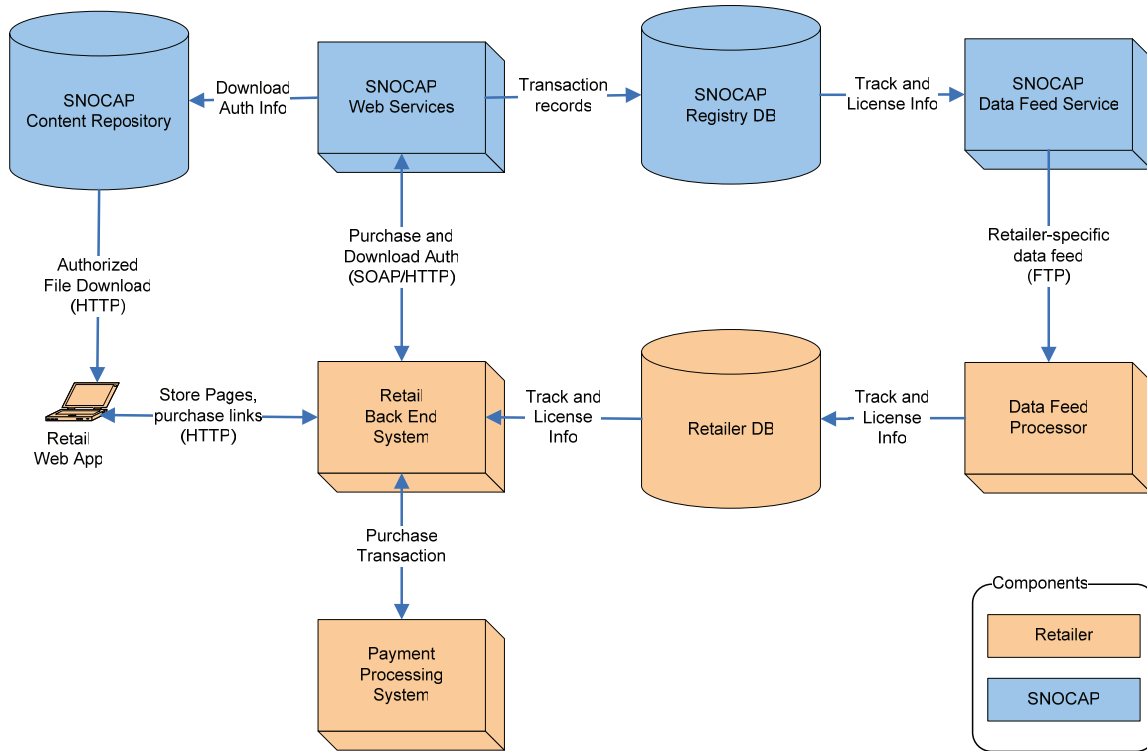 SNOCAP
Content Repository
Download
Auth Info
SNOCAP
Web Services
Transaction
records
SNOCAP
Registry DB
Track and
License Info
SNOCAP
Data Feed Service
Authorized
File Download
(HTTP)
Purchase and
Download Auth
(SOAP/HTTP)
Retailer-specific
data feed
(FTP)
Retail
Web App
Store Pages,
purchase links
(HTTP)
Retail
Back End
System
Track and
License
Info
Retailer DB
Track and
License
Info
Data Feed
Processor
Purchase
Transaction
Payment
Processing
System
Components
Retailer
SNOCAP